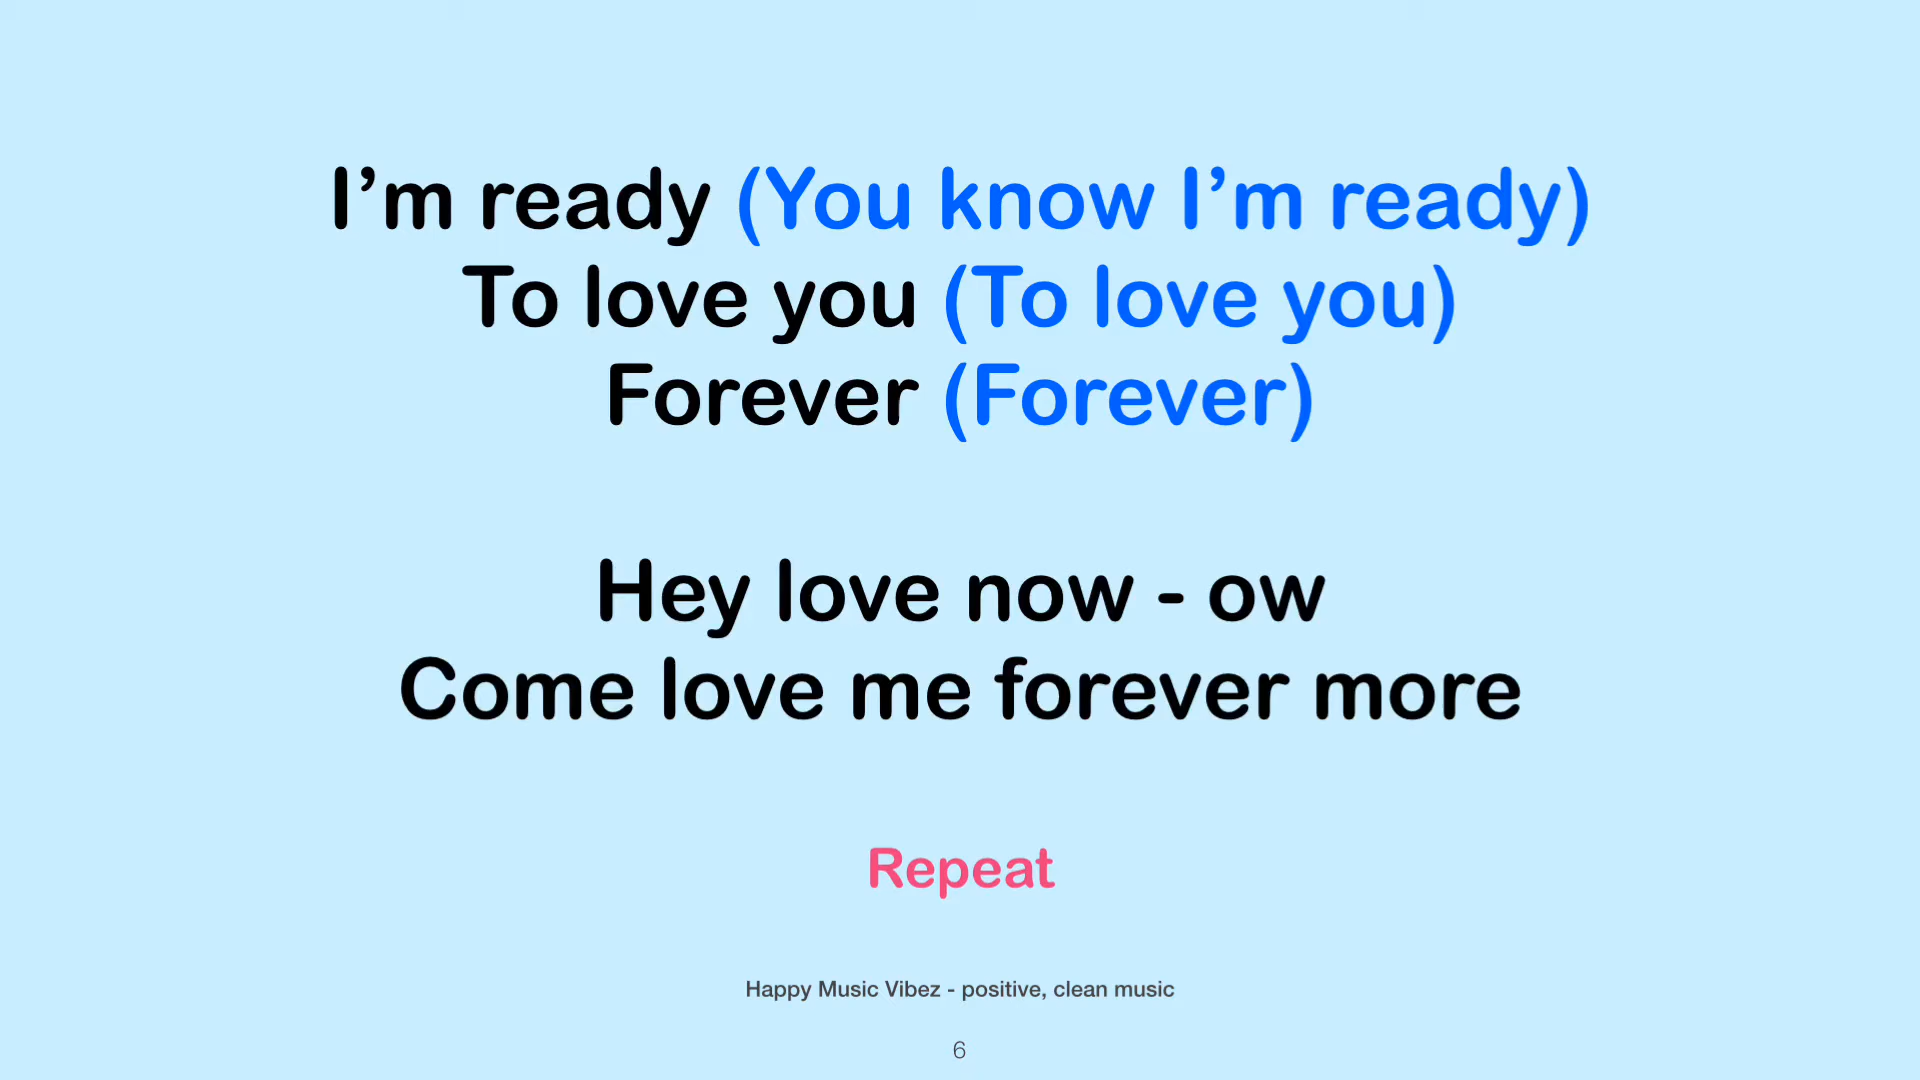 I’m ready (You know I’m ready)
To love you (To love you)
Forever (Forever)
Hey love now - ow
Come love me forever more
Repeat
Happy Music Vibez - positive, clean music
6